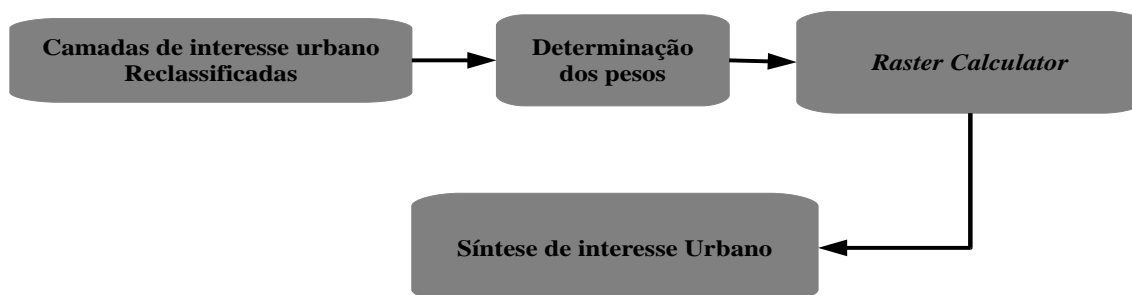 Camadas de interesse urbano
Reclassificadas
Determinação
dos pesos
Raster Calculator
Síntese de interesse Urbano